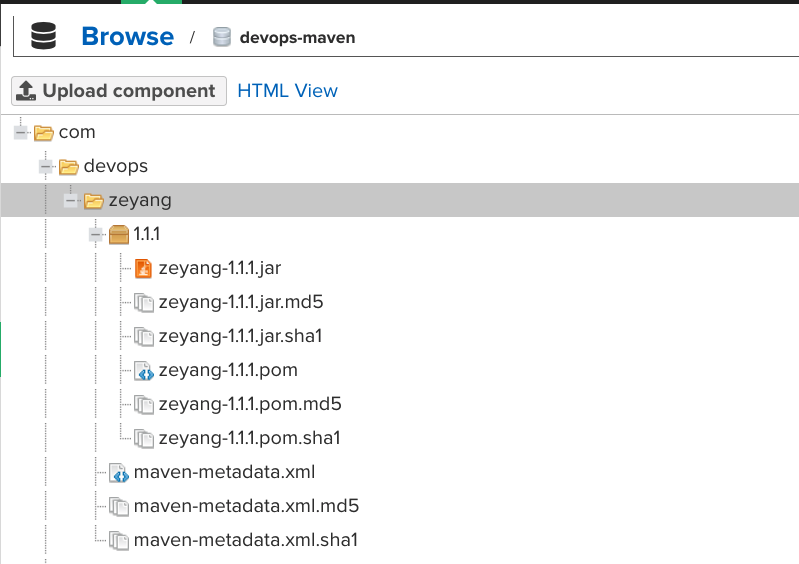 Browse / devops-maven
Upload component HTML View
com
devops
zeyang
1.1.1
zeyang-1.1.1.jar
zeyang-1.1.1.jar.md5
zeyang-1.1.1.jar.sha1
zeyang-1.1.1.pom
zeyang-1.1.1.pom.md5
zeyang-1.1.1.pom.sha1
maven-metadata.xml
maven-metadata.xml.md5
maven-metadata.xml.sha1